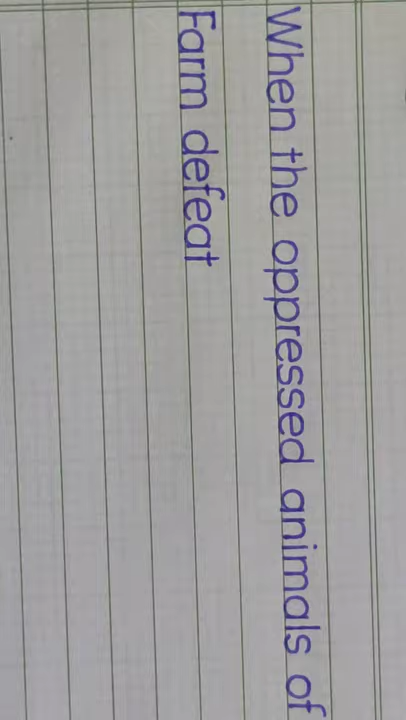 When the oppressed animals of
Farm defeat